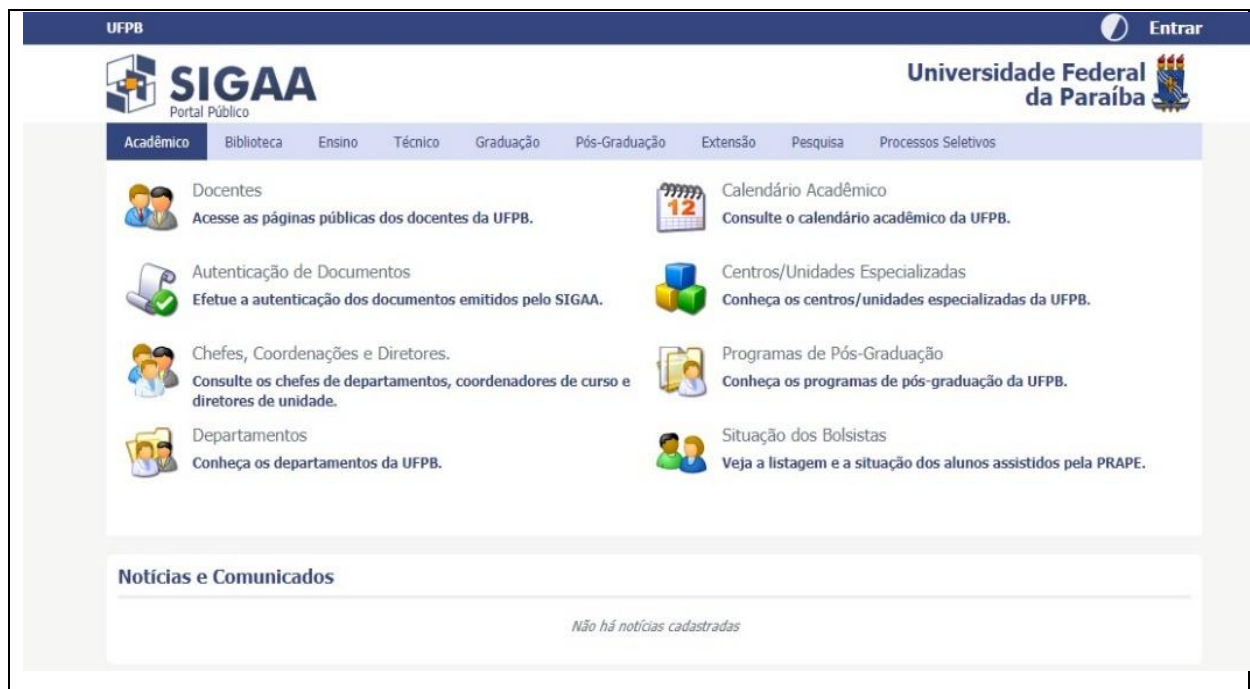 UFPB
Entrar
SIGAA
Portal Público
Universidade Federal
da Paraíba
Acadêmico Biblioteca Ensino Técnico Graduação Pós-Graduação Extensão Pesquisa Processos Seletivos
Docentes
Acesse as páginas públicas dos docentes da UFPB.
Calendário Acadêmico
Consulte o calendário acadêmico da UFPB.
12
Autenticação de Documentos
Efetue a autenticação dos documentos emitidos pelo SIGAA.
Centros/Unidades Especializadas
Conheça os centros/unidades especializadas da UFPB.
Chefes, Coordenações e Diretores.
Consulte os chefes de departamentos, coordenadores de curso e
diretores de unidade.
Programas de Pós-Graduação
Conheça os programas de pós-graduação da UFPB.
Departamentos
Conheça os departamentos da UFPB.
Situação dos Bolsistas
Veja a listagem e a situação dos alunos assistidos pela PRAPE.
Notícias e Comunicados
Não há notícias cadastradas